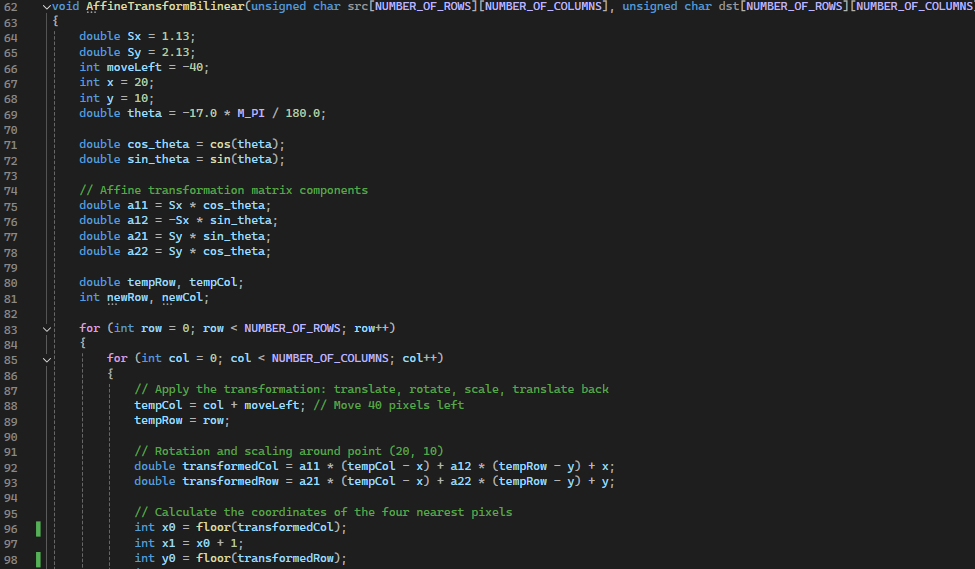 62 void AffineTransformBilinear(unsigned char src[NUMBER_OF_ROWS][NUMBER_OF_COLUMNS], unsigned char dst[NUMBER_OF_ROWS][NUMBER_OF_COLUMNS]
63 {
64 double Sx = 1.13;
65 double Sy = 2.13;
66 int moveLeft = -40;
67 int x = 20;
68 int y = 10;
69 double theta = -17.0 * M_PI / 180.0;
70
71 double cos_theta = cos(theta);
72 double sin_theta = sin(theta);
73
74 // Affine transformation matrix components
75 double a11 = Sx * cos_theta;
76 double a12 = -Sx * sin_theta;
77 double a21 = Sy * sin_theta;
78 double a22 = Sy * cos_theta;
79
80 double tempRow, tempCol;
81 int newRow, newCol;
82
83 for (int row = 0; row < NUMBER_OF_ROWS; row++)
84 {
85 for (int col = 0; col < NUMBER_OF_COLUMNS; col++)
86 {
87 // Apply the transformation: translate, rotate, scale, translate back
88 tempCol = col + moveLeft; // Move 40 pixels left
89 tempRow = row;
90
91 // Rotation and scaling around point (20, 10)
92 double transformedCol = a11 * (tempCol - x) + a12 * (tempRow - y) + x;
93 double transformedRow = a21 * (tempCol - x) + a22 * (tempRow - y) + y;
94
95 // Calculate the coordinates of the four nearest pixels
96 int x0 = floor(transformedCol);
97 int x1 = x0 + 1;
98 int y0 = floor(transformedRow);